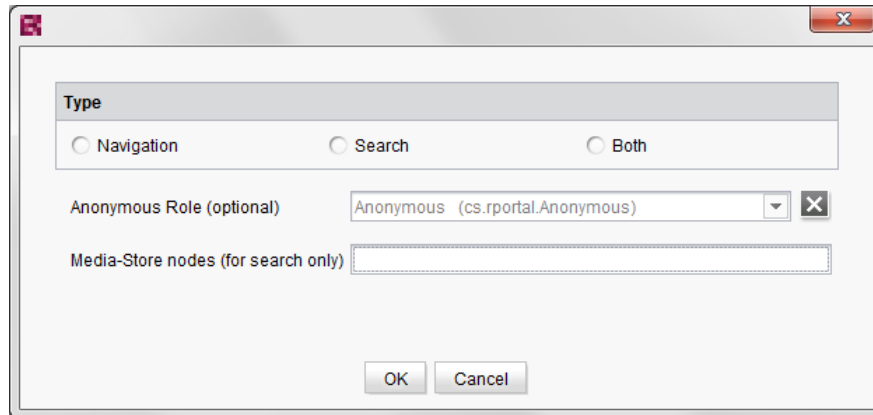 Type
Navigation Search Both
Anonymous Role (optional) Anonymous (cs.rportal.Anonymous)
Media-Store nodes (for search only)
OK Cancel